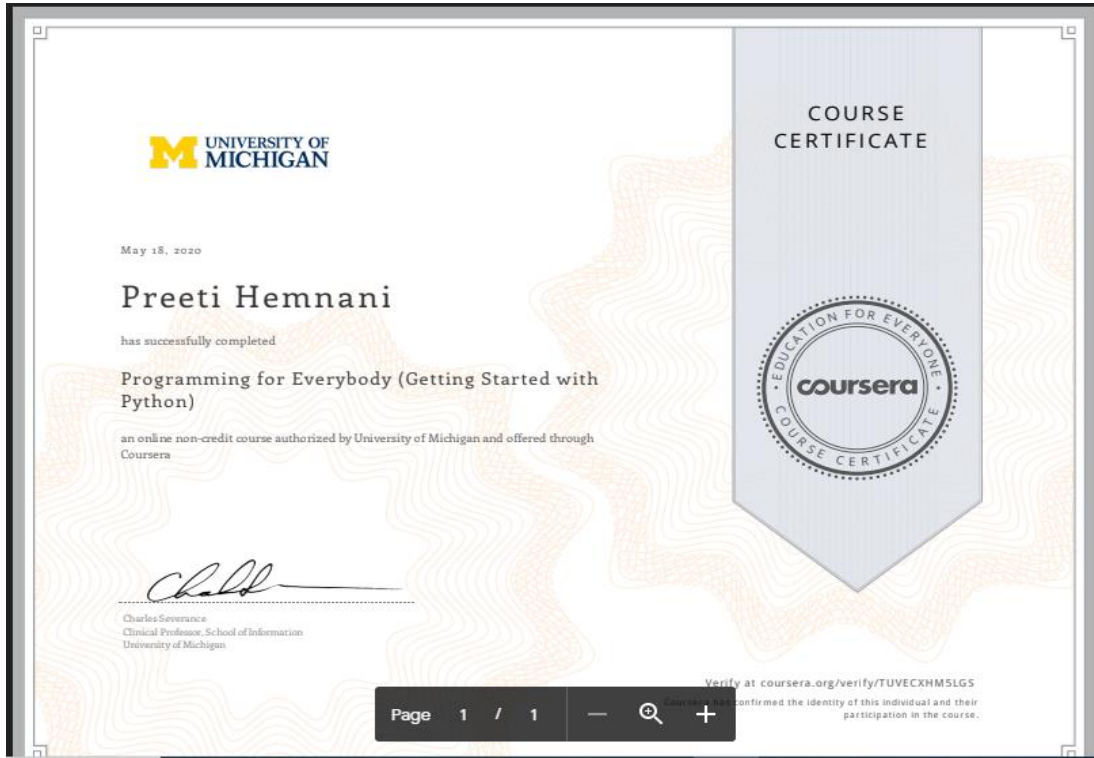 UNIVERSITY OF
MICHIGAN
May 18, 2020
Preeti Hemnani
has successfully completed
Programming for Everybody (Getting Started with
Python)
an online non-credit course authorized by University of Michigan and offered through
Coursera
Charles Severance
Clinical Professor, School of Information
University of Michigan
COURSE
CERTIFICATE
EDUCATION FOR EVERYONE
coursera
COURSE CERTIFICATE
Verify at coursera.org/verify/TUVECXHM5LGS
Coursera has confirmed the identity of this individual and their
participation in the course.
Page 1 / 1